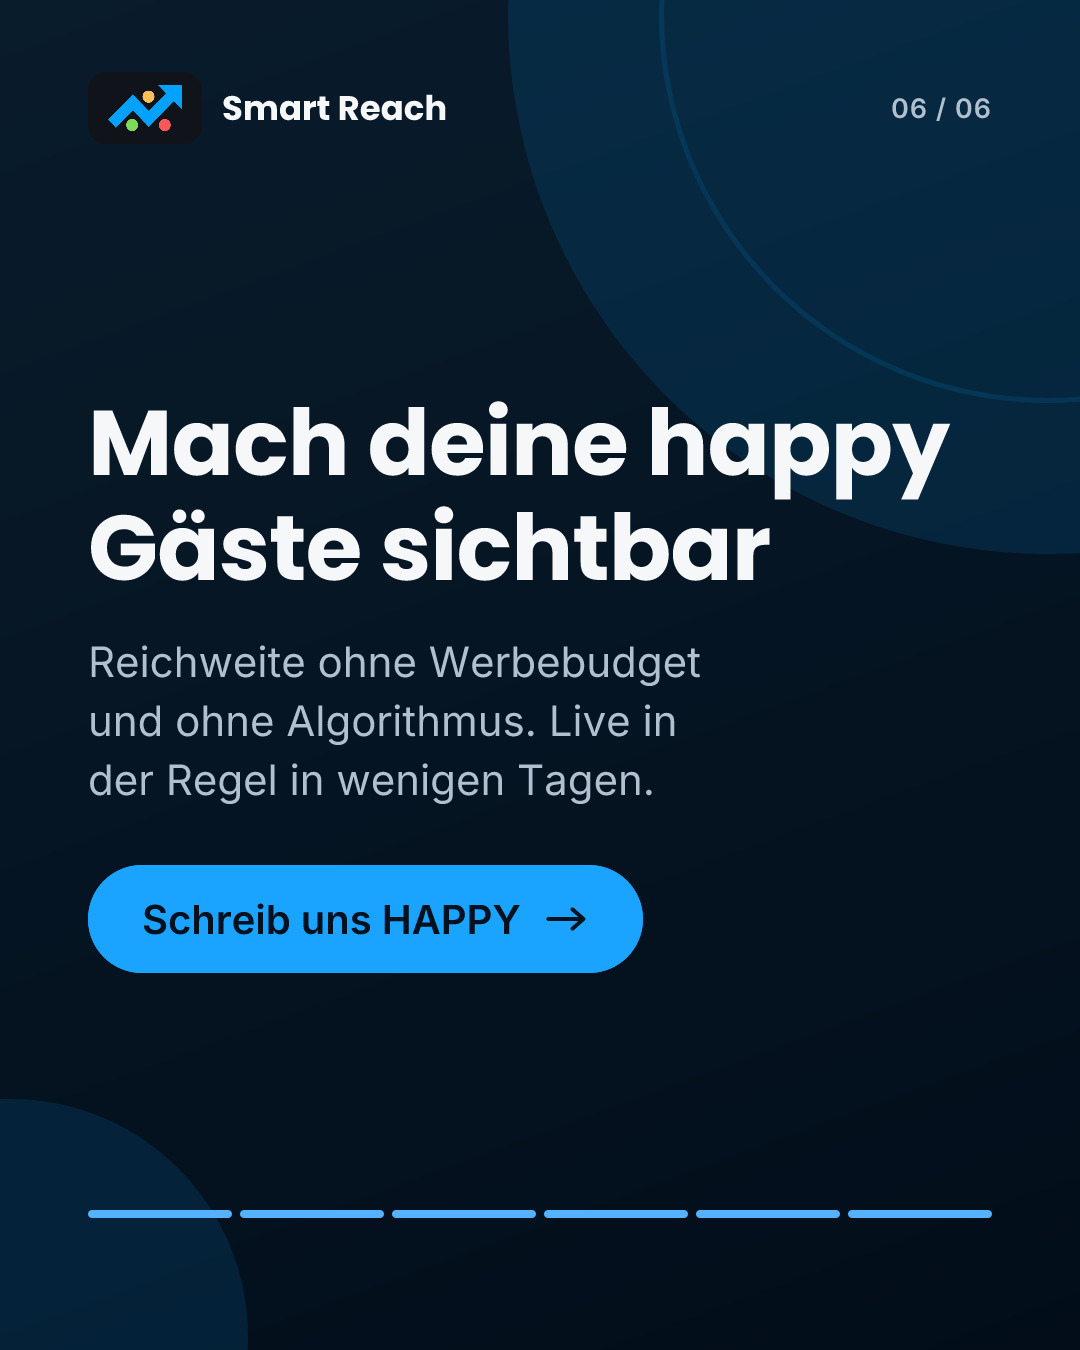 Smart Reach
06 / 06
Mach deine happy
Gäste sichtbar
Reichweite ohne Werbebudget
und ohne Algorithmus. Live in
der Regel in wenigen Tagen.
Schreib uns HAPPY →